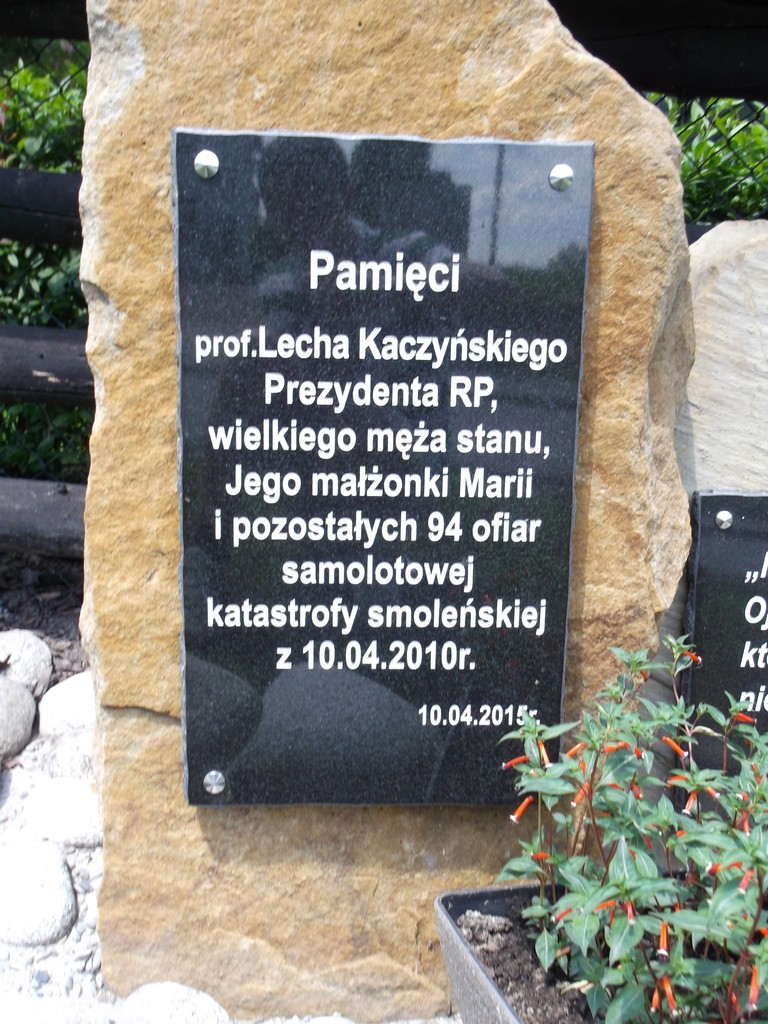 Pamięci
prof.Lecha Kaczyńskiego
Prezydenta RP,
wielkiego męża stanu,
Jego małżonki Marii
i pozostałych 94 ofiar
samolotowej
katastrofy smoleńskiej
z 10.04.2010r.
10.04.2015r.